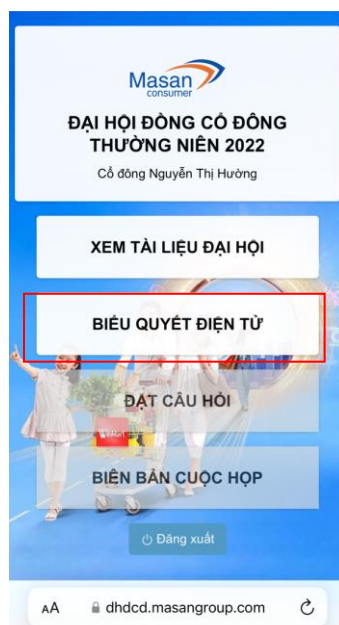 Masan
consumer
ĐẠI HỘI ĐỒNG CỔ ĐÔNG
THƯỜNG NIÊN 2022
Cổ đông Nguyễn Thị Hường
XEM TÀI LIỆU ĐẠI HỘI
BIỂU QUYẾT ĐIỆN TỬ
ĐẶT CÂU HỎI
BIÊN BẢN CUỘC HỌP
Đăng xuất
AA dhdcd.masangroup.com